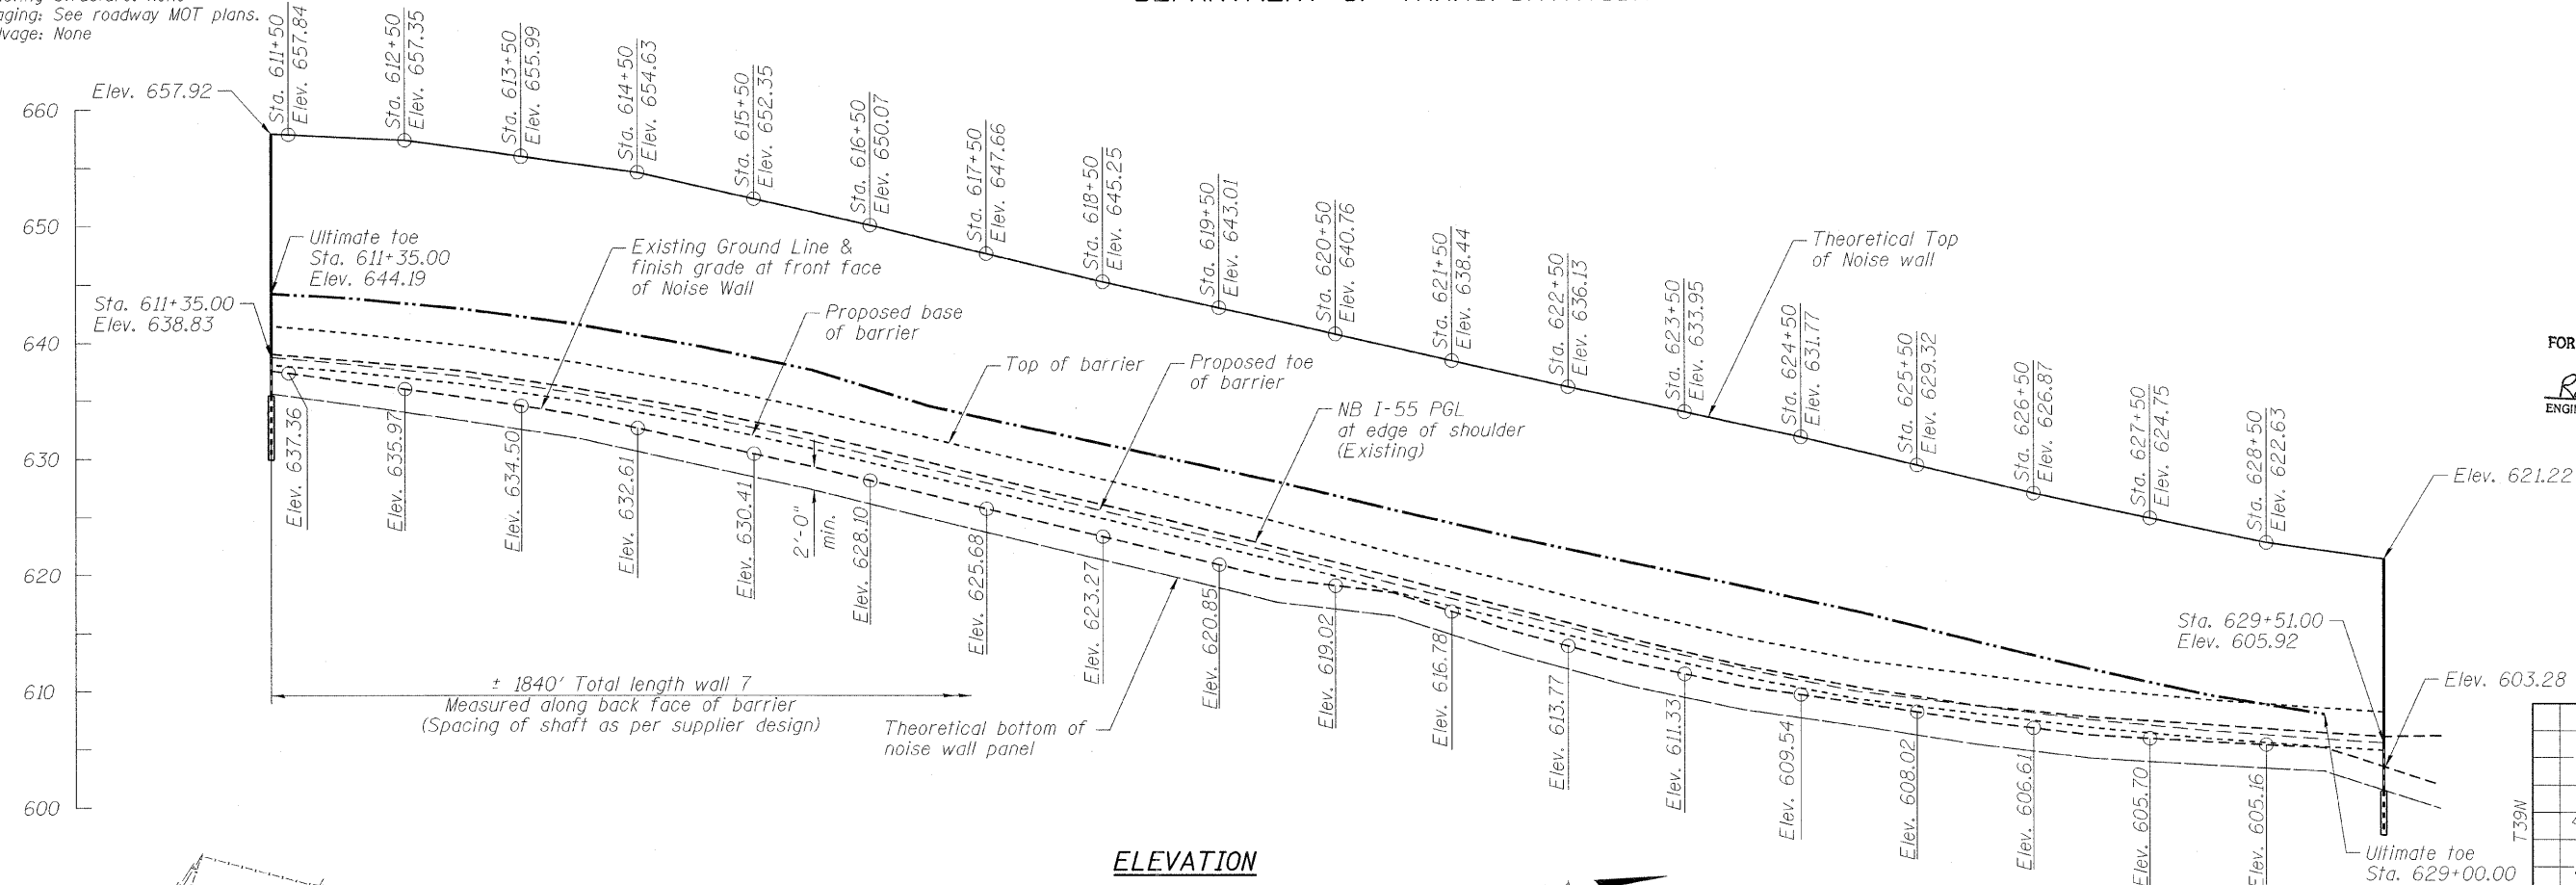 aging: See roadway MOT plans.
lvage: None
Sta. 611+50
Elev. 657.84
Sta. 612+50
Elev. 657.35
Sta. 613+50
Elev. 655.99
Sta. 614+50
Elev. 654.63
Sta. 615+50
Elev. 652.35
Sta. 616+50
Elev. 650.07
Sta. 617+50
Elev. 647.66
Sta. 618+50
Elev. 645.25
Sta. 619+50
Elev. 643.01
Sta. 620+50
Elev. 640.76
Sta. 621+50
Elev. 638.44
Sta. 622+50
Elev. 636.13
Sta. 623+50
Elev. 633.95
Sta. 624+50
Elev. 631.77
Sta. 625+50
Elev. 629.32
Sta. 626+50
Elev. 626.87
Sta. 627+50
Elev. 624.75
Sta. 628+50
Elev. 622.63
Elev. 657.92
Elev. 621.22
660
650
640
630
620
610
600
Ultimate toe
Sta. 611+35.00
Elev. 644.19
Sta. 611+35.00
Elev. 638.83
Existing Ground Line &
finish grade at front face
of Noise Wall
Proposed base
of barrier
Top of barrier
Proposed toe
of barrier
NB I-55 PGL
at edge of shoulder
(Existing)
Theoretical Top
of Noise wall
FOR
ENGI
2'-0"
min.
Elev. 637.36
Elev. 635.97
Elev. 634.50
Elev. 632.61
Elev. 630.41
Elev. 628.10
Elev. 625.68
Elev. 623.27
Elev. 620.85
Elev. 619.02
Elev. 616.78
Elev. 613.77
Elev. 611.33
Elev. 609.54
Elev. 608.02
Elev. 606.61
Elev. 605.70
Elev. 605.16
Sta. 629+51.00
Elev. 605.92
Elev. 603.28
± 1840' Total length wall 7
Measured along back face of barrier
(Spacing of shaft as per supplier design)
Theoretical bottom of
noise wall panel
Ultimate toe
Sta. 629+00.00
T39N
ELEVATION